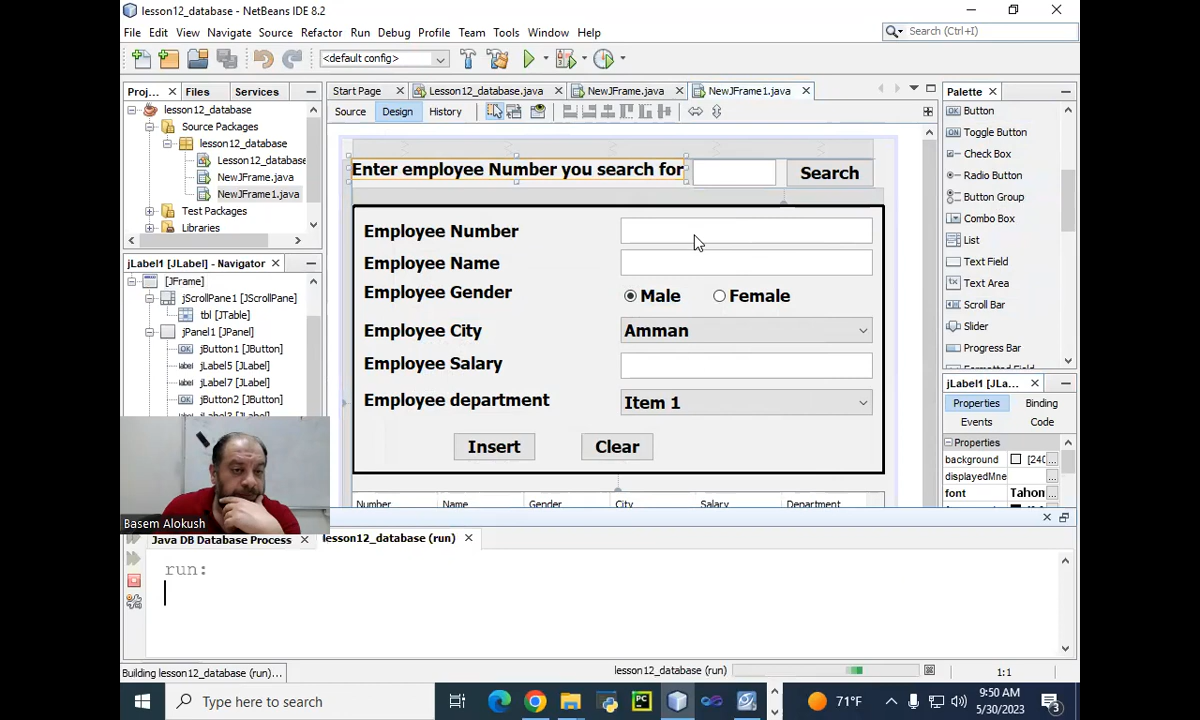 lesson12_database - NetBeans IDE 8.2
File Edit View Navigate Source Refactor Run Debug Profile Team Tools Window Help
Search (Ctrl+I)
<default config>
Proj... Files Services
Start Page Lesson12_database.java NewJFrame.java NewJFrame1.java
Palette
Source Design History
lesson12_database
Source Packages
lesson12_database
Lesson12_database
NewJFrame.java
NewJFrame1.java
Test Packages
Libraries
jLabel1 [JLabel] - Navigator
[JFrame]
jScrollPane1 [JScrollPane]
tbl [JTable]
jPanel1 [JPanel]
jButton1 [JButton]
jLabel5 [JLabel]
jLabel7 [JLabel]
jButton2 [JButton]
Enter employee Number you search for
Search
Employee Number
Employee Name
Employee Gender
Male Female
Employee City
Amman
Employee Salary
Employee department
Item 1
Insert Clear
Number Name Gender City Salary Department
Button
Toggle Button
Check Box
Radio Button
Button Group
Combo Box
List
Text Field
Text Area
Scroll Bar
Slider
Progress Bar
jLabel1 [JLa...
Properties Binding
Events Code
Properties
background [240
displayedMne
font Tahom
Basem Alokush
Java DB Database Process lesson12_database (run)
run:
Building lesson12_database (run)...
lesson12_database (run)
1:1
Type here to search
71°F
9:50 AM
5/30/2023
3